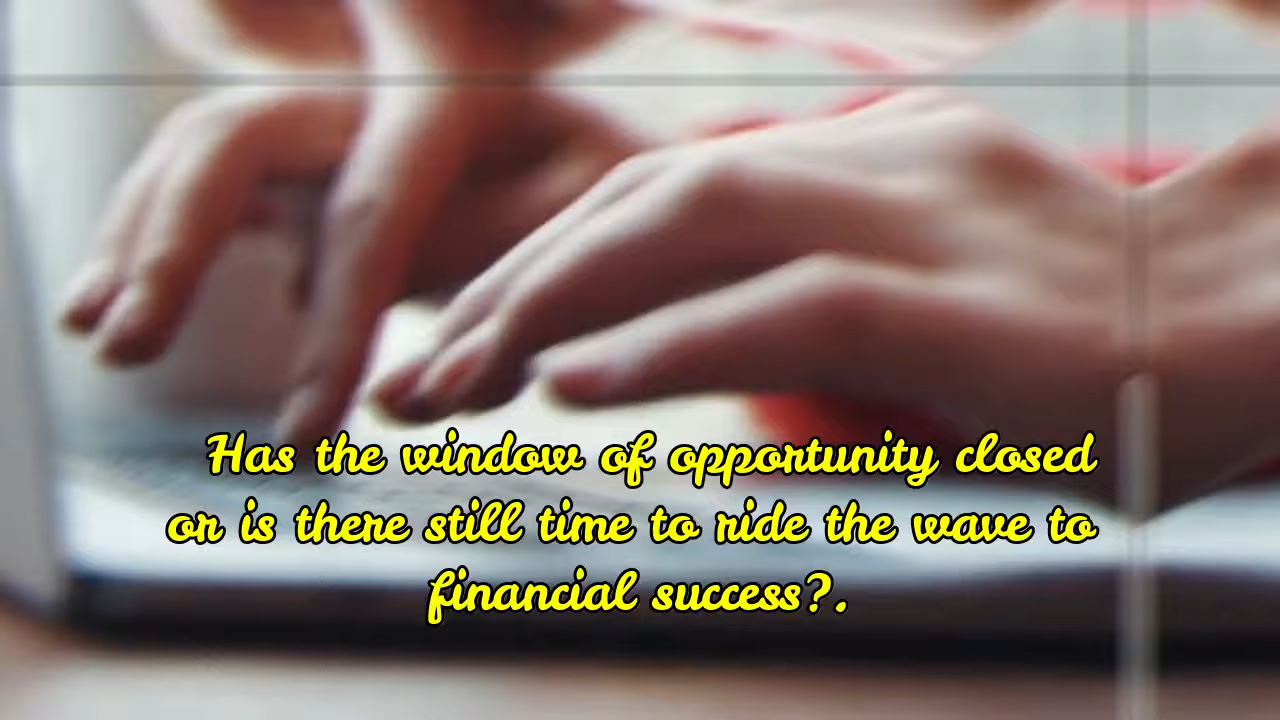 Has the window of opportunity closed
or is there still time to ride the wave to
financial success?.